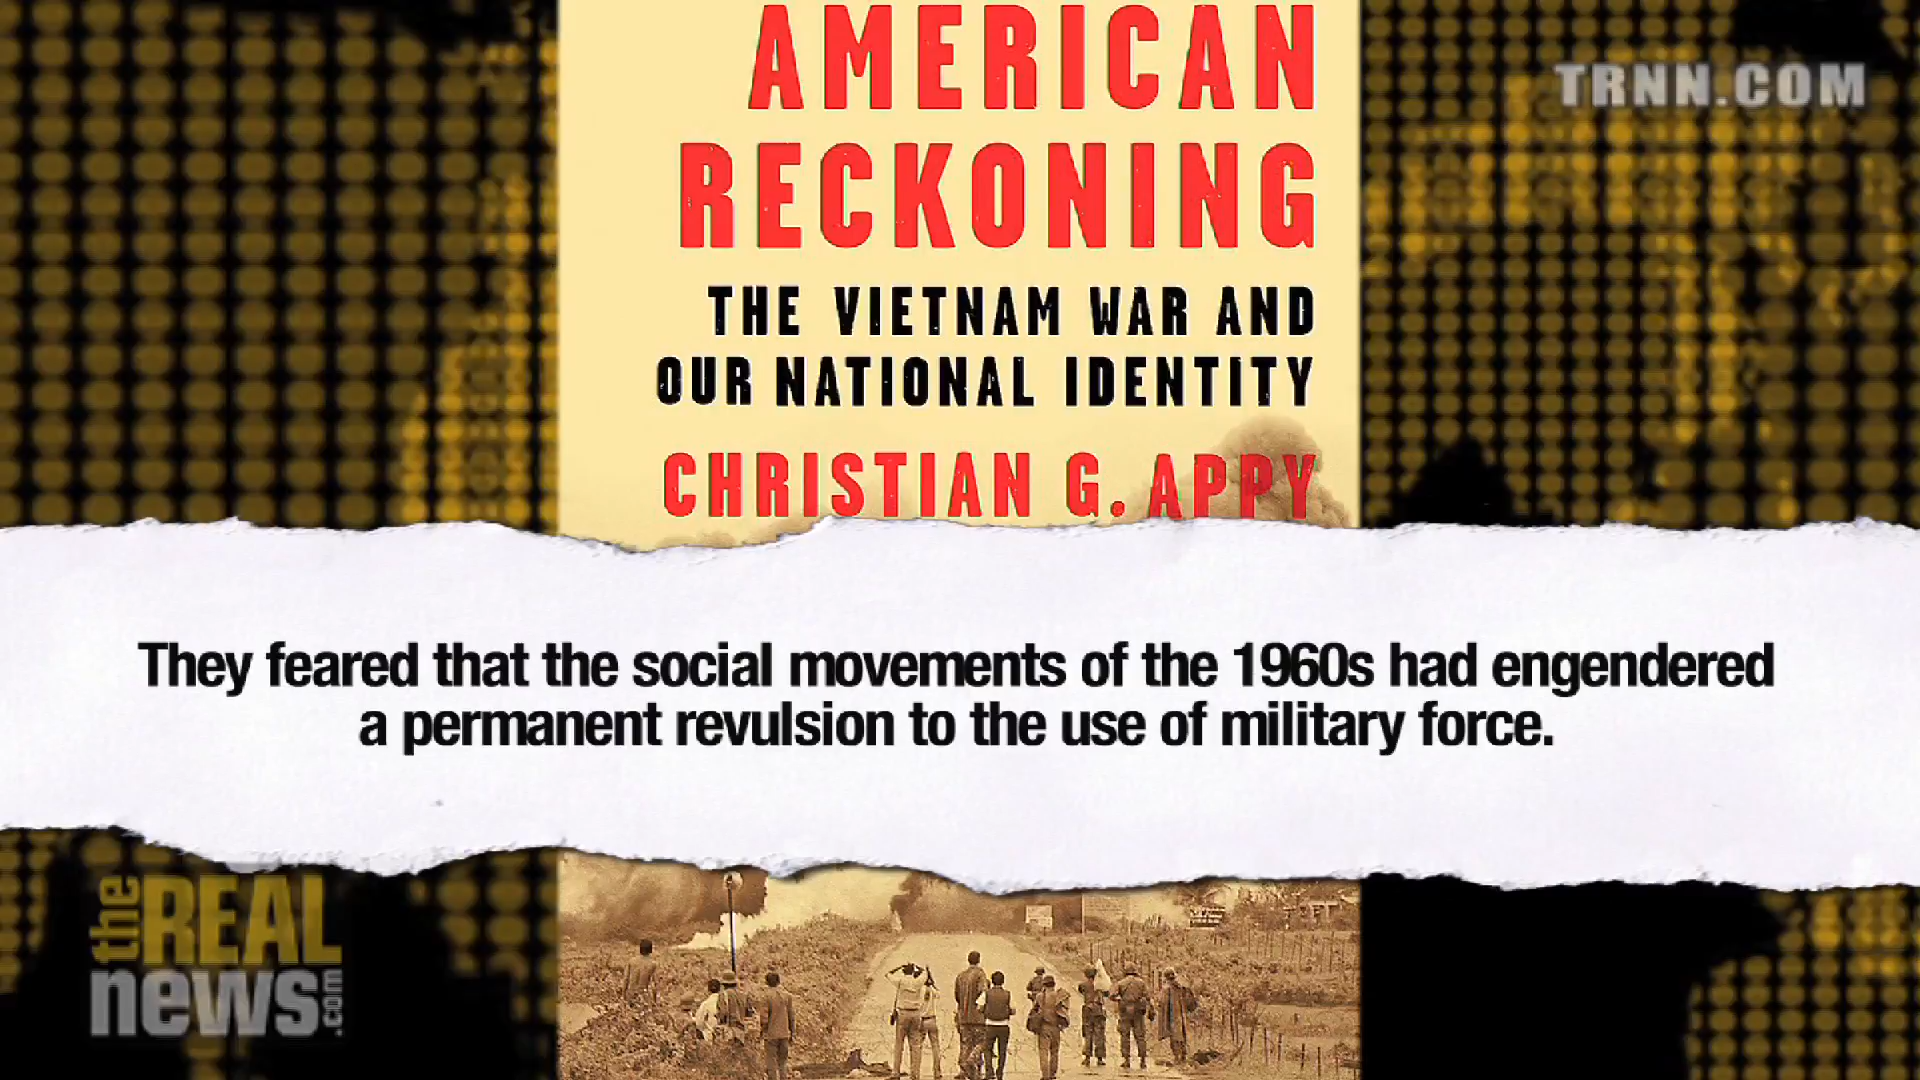 AMERICAN
RECKONING
THE VIETNAM WAR AND
OUR NATIONAL IDENTITY
CHRISTIAN G. APPY
TRNN.COM
They feared that the social movements of the 1960s had engendered
a permanent revulsion to the use of military force.
the REAL
news.com